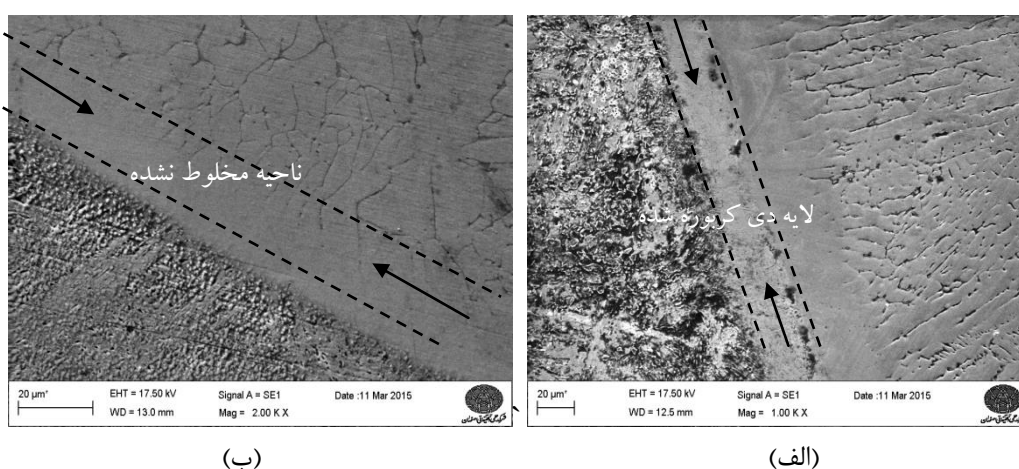 ناحیه مخلوط نشده
لایه دی کربوره شده
20 µm*
EHT = 17.50 kV
Signal A = SE1
Date :11 Mar 2015
WD = 13.0 mm
Mag = 2.00 K X
20 µm*
EHT = 17.50 kV
Signal A = SE1
Date :11 Mar 2015
WD = 12.5 mm
Mag = 1.00 K X
(ب)
(الف)